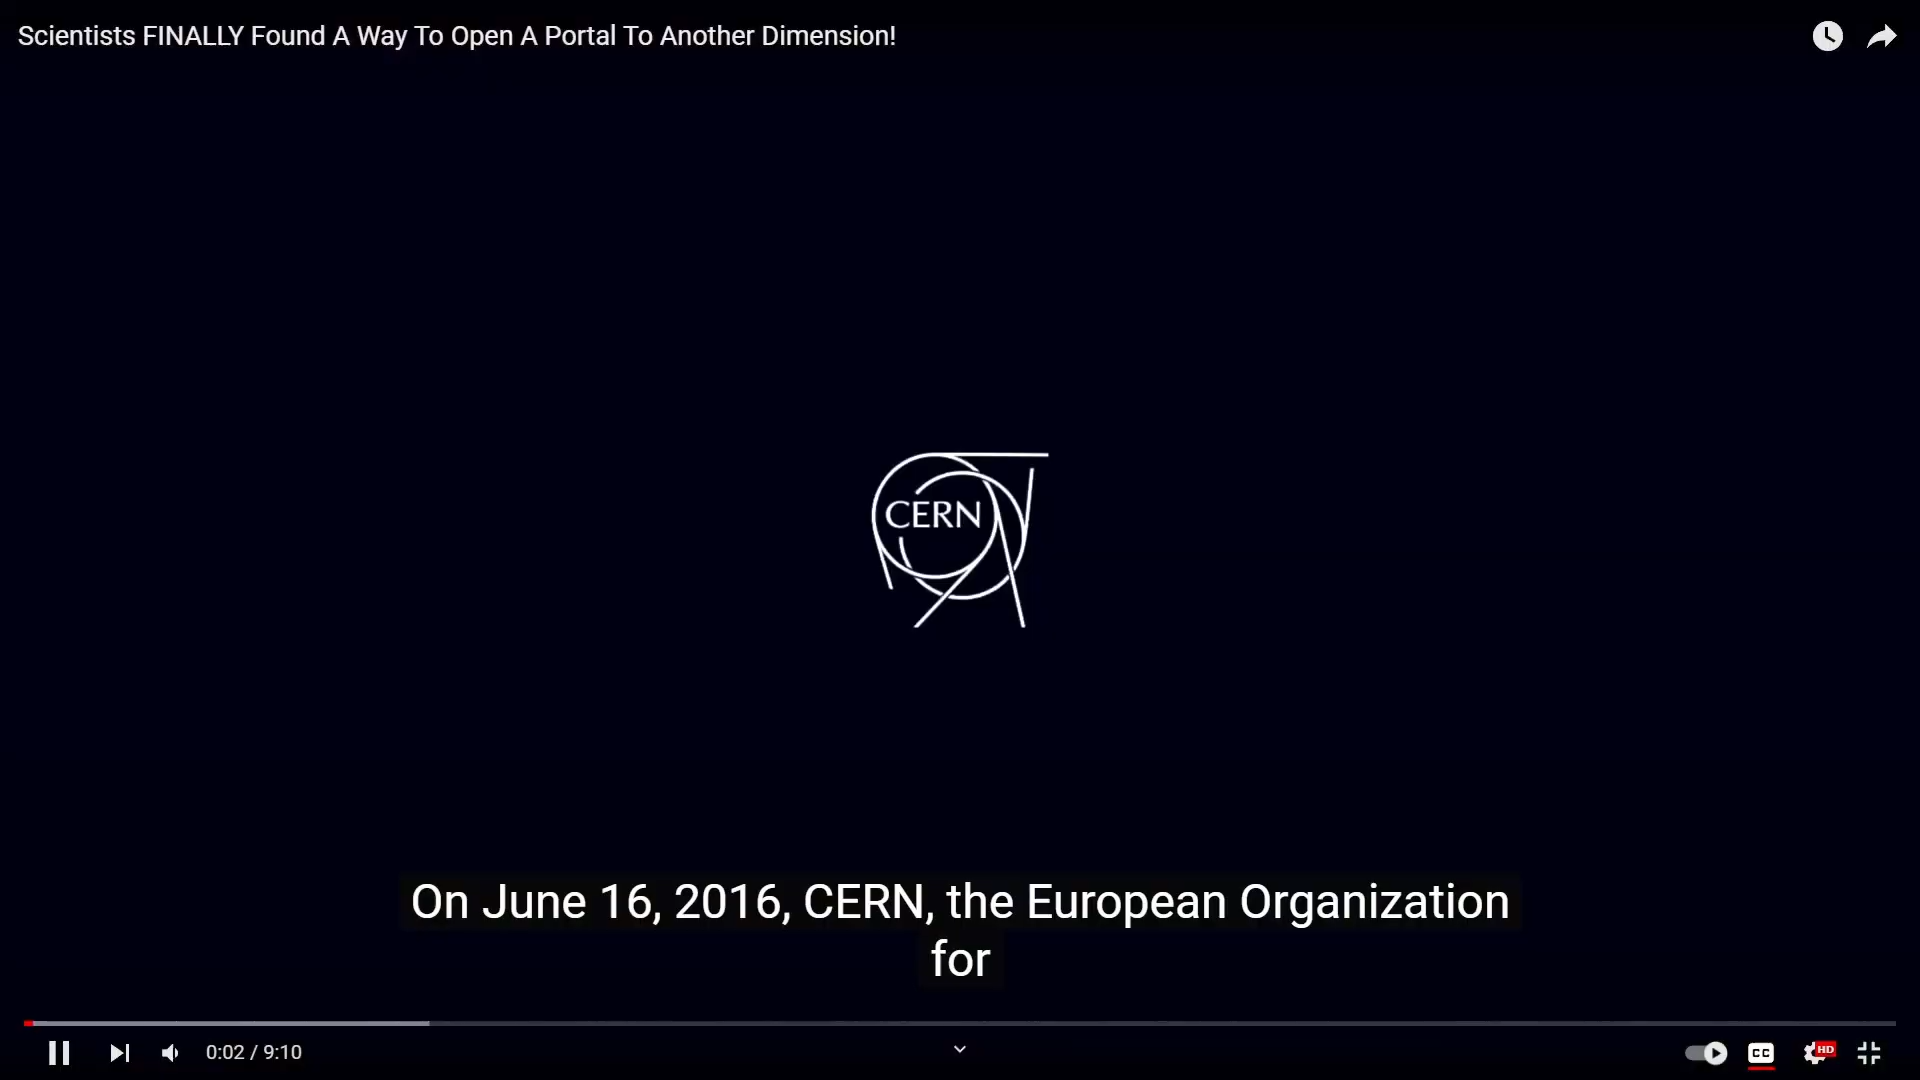 Scientists FINALLY Found A Way To Open A Portal To Another Dimension!
CERN
On June 16, 2016, CERN, the European Organization
for
0:02 / 9:10
CC
HD